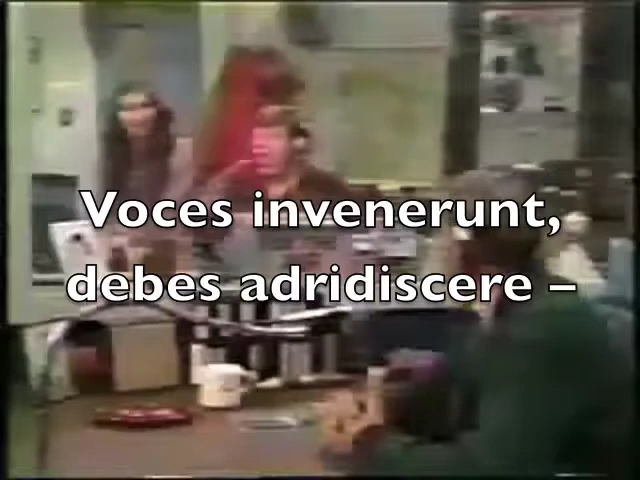 Voces invenerunt,
debes adridiscere –